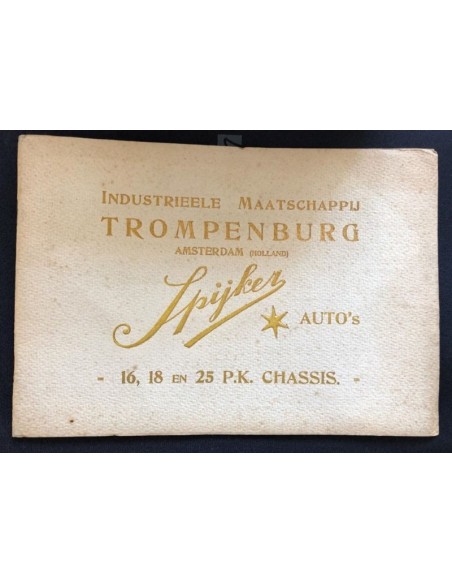 INDUSTRIEELE MAATSCHAPPIJ
TROMPENBURG
AMSTERDAM (HOLLAND)
Spijker
AUTO's
- 16, 18 EN 25 P.K. CHASSIS. -